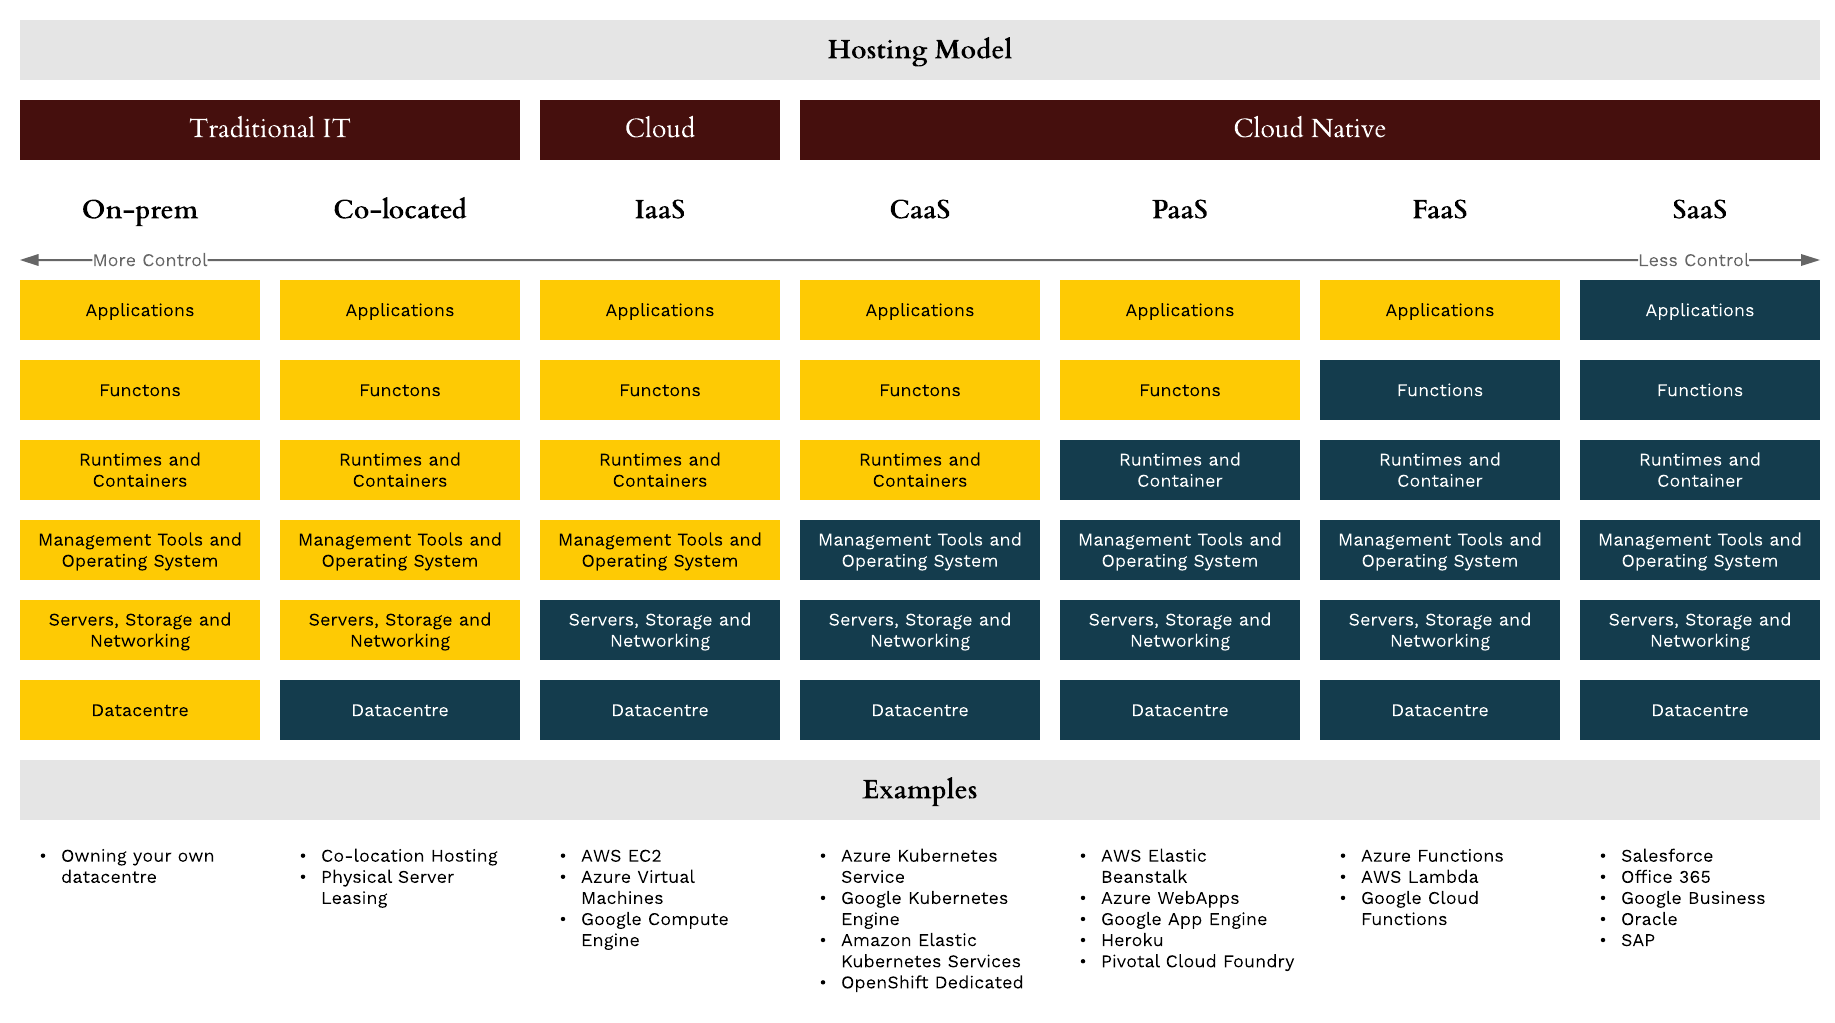 Hosting Model
Traditional IT
Cloud
Cloud Native
On-prem
Co-located
IaaS
CaaS
PaaS
FaaS
SaaS
More Control
Less Control
Applications
Applications
Applications
Applications
Applications
Applications
Applications
Functons
Functons
Functons
Functons
Functons
Functions
Functions
Runtimes and
Containers
Runtimes and
Containers
Runtimes and
Containers
Runtimes and
Containers
Runtimes and
Container
Runtimes and
Container
Runtimes and
Container
Management Tools and
Operating System
Management Tools and
Operating System
Management Tools and
Operating System
Management Tools and
Operating System
Management Tools and
Operating System
Management Tools and
Operating System
Management Tools and
Operating System
Servers, Storage and
Networking
Servers, Storage and
Networking
Servers, Storage and
Networking
Servers, Storage and
Networking
Servers, Storage and
Networking
Servers, Storage and
Networking
Servers, Storage and
Networking
Datacentre
Datacentre
Datacentre
Datacentre
Datacentre
Datacentre
Datacentre
Examples
• Owning your own
datacentre
• Co-location Hosting
• Physical Server
Leasing
• AWS EC2
• Azure Virtual
Machines
• Google Compute
Engine
• Azure Kubernetes
Service
• Google Kubernetes
Engine
• Amazon Elastic
Kubernetes Services
• OpenShift Dedicated
• AWS Elastic
Beanstalk
• Azure WebApps
• Google App Engine
• Heroku
• Pivotal Cloud Foundry
• Azure Functions
• AWS Lambda
• Google Cloud
Functions
• Salesforce
• Office 365
• Google Business
• Oracle
• SAP